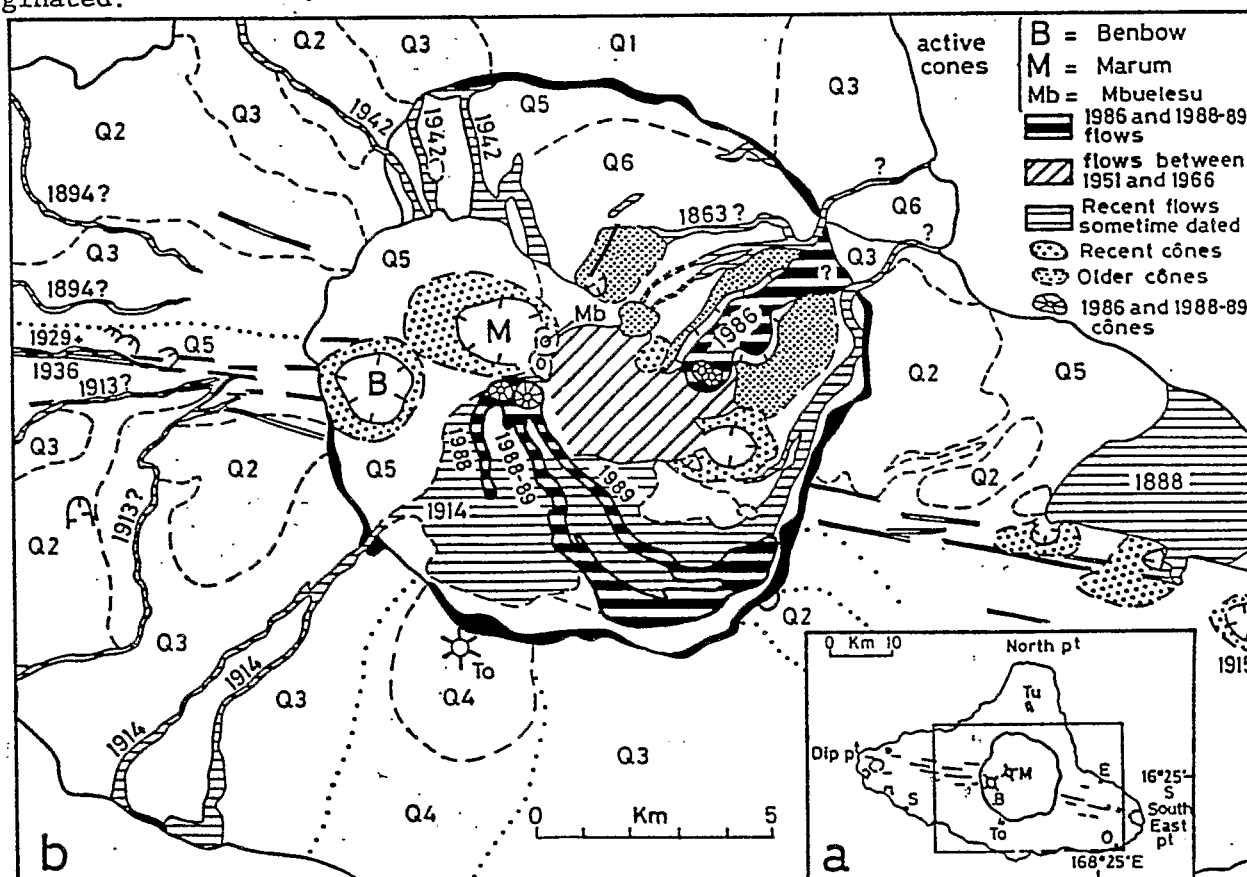 ginated.
Q2
Q3
Q1
active cones
B = Benbow
M = Marum
Mb = Mbuelesu
1986 and 1988-89 flows
flows between 1951 and 1966
Recent flows sometime dated
Recent cônes
Older cônes
1986 and 1988-89 cônes
Q3
Q5
Q2
Q3
1942
1942
1942
Q6
1894?
?
Q6
?
1863?
Q3
Q3
Q5
?
1894?
Mb
M
1986
1929+
1936
Q5
B
1913?
Q2
Q5
Q3
Q2
Q5
1988
1988-89
1989
Q2
1888
1914
1913?
Q2
Q2
Q3
To
Q4
1914
Q3
1914
Q3
Q4
Km
0
5
b
0 Km 10
North pt
Tu
Dip pt
M
E
16°25'
S
B
S
South East pt
To
O
168°25'E
a